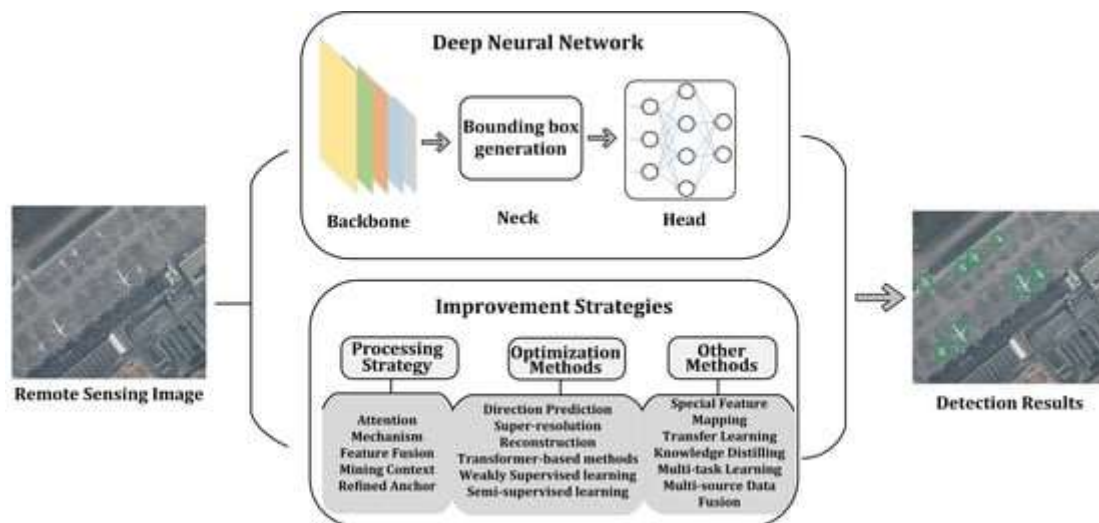 Deep Neural Network
Bounding box
generation
Backbone
Neck
Head
Remote Sensing Image
Improvement Strategies
Processing
Strategy
Optimization
Methods
Other
Methods
Attention
Mechanism
Feature Fusion
Mining Context
Refined Anchor
Direction Prediction
Super-resolution
Reconstruction
Transformer-based methods
Weakly Supervised learning
Semi-supervised learning
Special Feature
Mapping
Transfer Learning
Knowledge Distilling
Multi-task Learning
Multi-source Data
Fusion
Detection Results